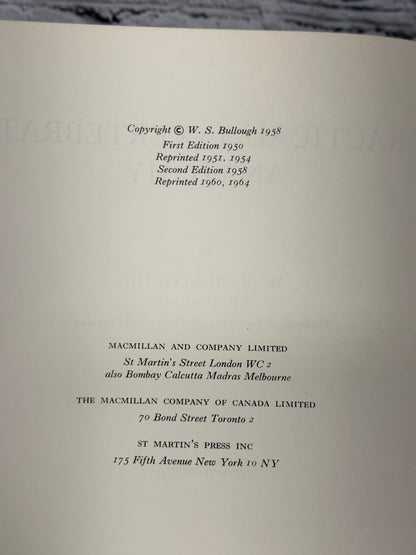 Copyright © W. S. Bullough 1958
First Edition 1950
Reprinted 1951, 1954
Second Edition 1958
Reprinted 1960, 1964
MACMILLAN AND COMPANY LIMITED
St Martin's Street London WC 2
also Bombay Calcutta Madras Melbourne
THE MACMILLAN COMPANY OF CANADA LIMITED
70 Bond Street Toronto 2
ST MARTIN'S PRESS INC
175 Fifth Avenue New York 10 NY